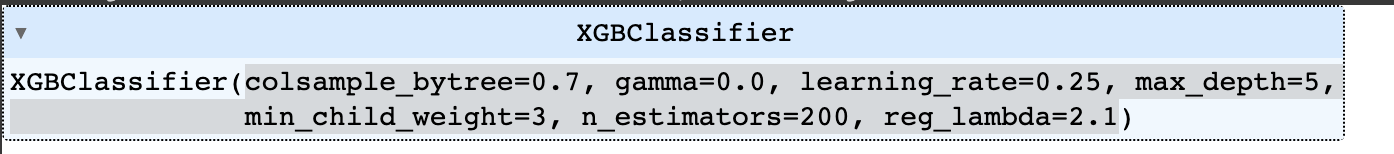 XGBClassifier
XGBClassifier(colsample_bytree=0.7, gamma=0.0, learning_rate=0.25, max_depth=5,
min_child_weight=3, n_estimators=200, reg_lambda=2.1)